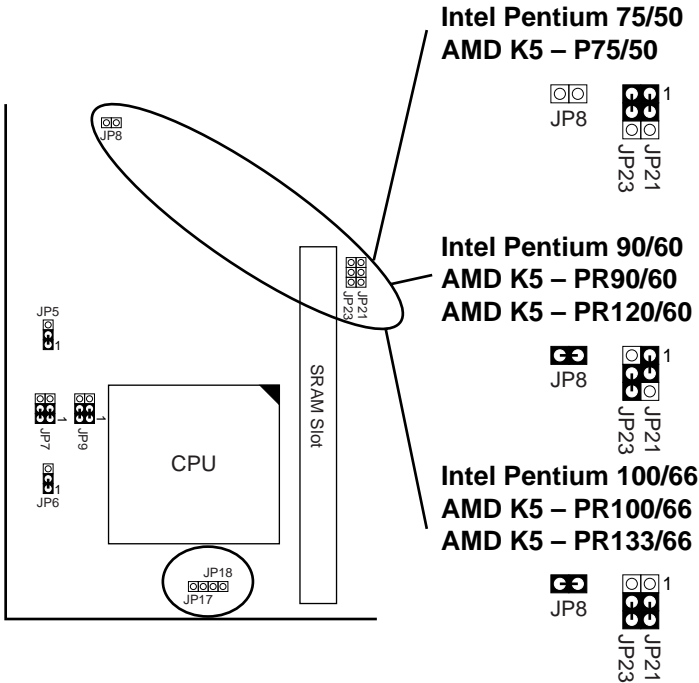 Intel Pentium 75/50
AMD K5 – P75/50
JP8
1
JP23
JP21
JP8
JP23
JP21
Intel Pentium 90/60
AMD K5 – PR90/60
AMD K5 – PR120/60
JP8
1
JP23
JP21
JP5
1
SRAM Slot
1
JP7
1
JP9
CPU
1
JP6
Intel Pentium 100/66
AMD K5 – PR100/66
AMD K5 – PR133/66
JP18
JP17
JP8
1
JP23
JP21